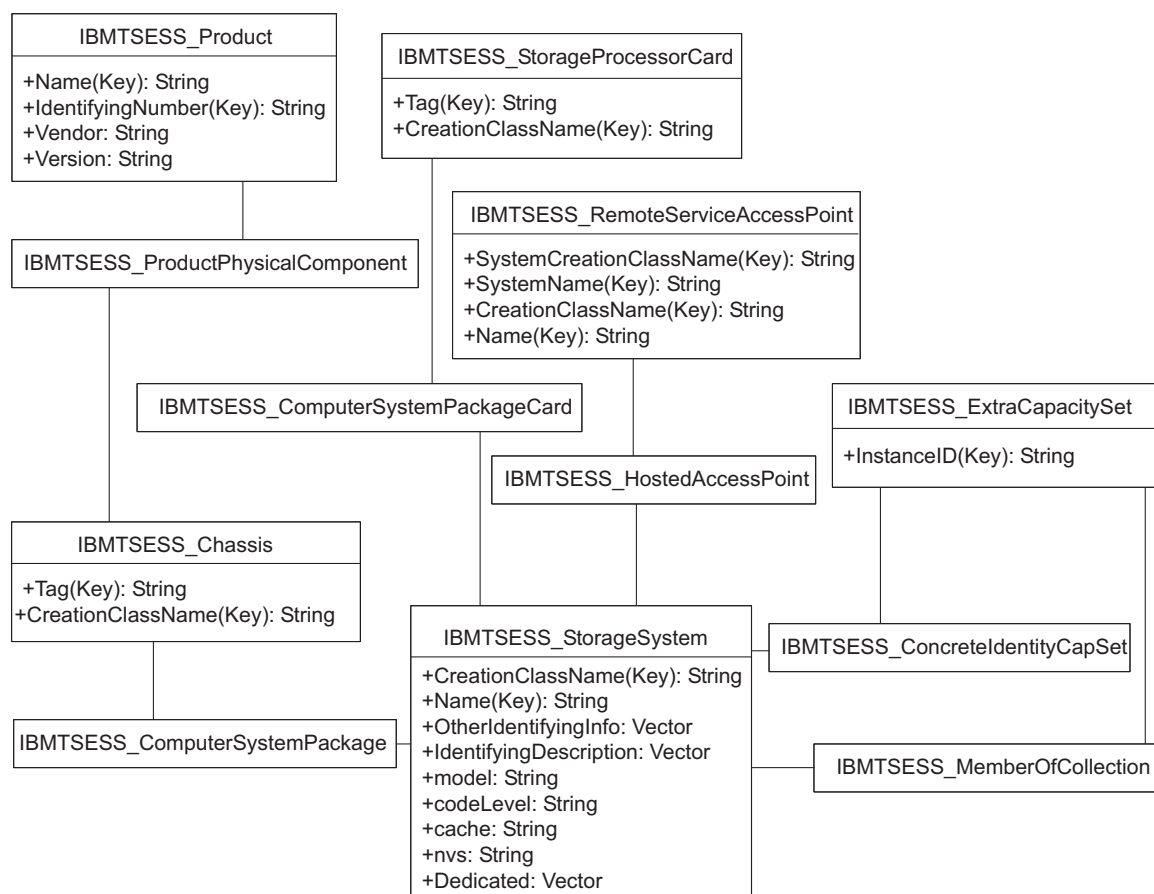 IBMTSESS_Product
+Name(Key): String
+IdentifyingNumber(Key): String
+Vendor: String
+Version: String
IBMTSESS_StorageProcessorCard
+Tag(Key): String
+CreationClassName(Key): String
IBMTSESS_RemoteServiceAccessPoint
+SystemCreationClassName(Key): String
+SystemName(Key): String
+CreationClassName(Key): String
+Name(Key): String
IBMTSESS_ProductPhysicalComponent
IBMTSESS_ComputerSystemPackageCard
IBMTSESS_ExtraCapacitySet
+InstanceID(Key): String
IBMTSESS_HostedAccessPoint
IBMTSESS_Chassis
+Tag(Key): String
+CreationClassName(Key): String
IBMTSESS_StorageSystem
+CreationClassName(Key): String
+Name(Key): String
+OtherIdentifyingInfo: Vector
+IdentifyingDescription: Vector
+model: String
+codeLevel: String
+cache: String
+nvs: String
+Dedicated: Vector
IBMTSESS_ConcreteIdentityCapSet
IBMTSESS_ComputerSystemPackage
IBMTSESS_MemberOfCollection